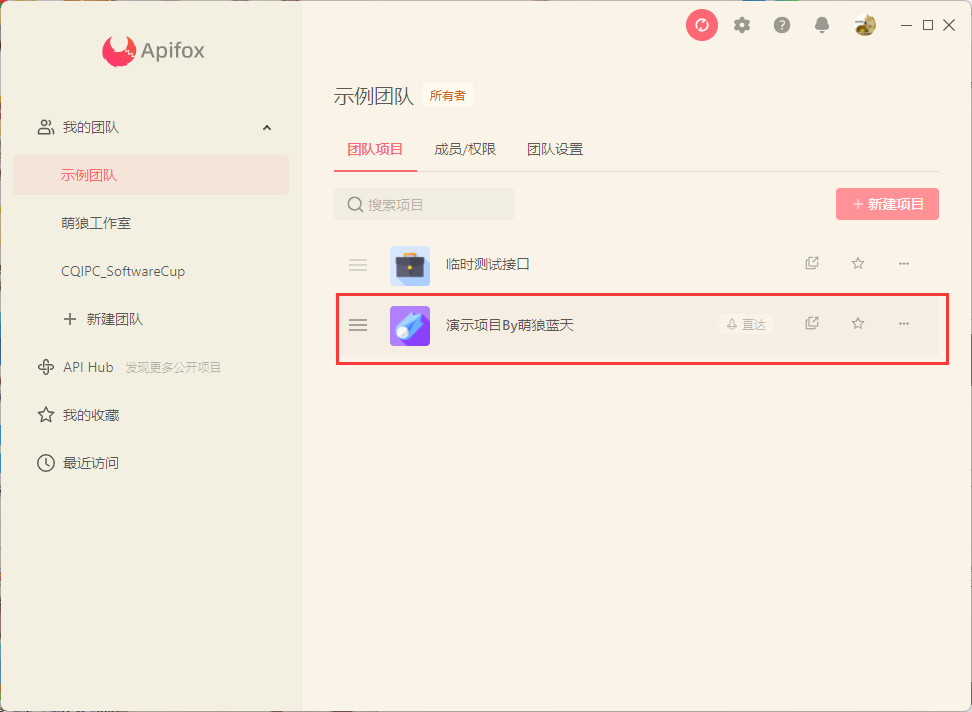 Apifox
我的团队
示例团队
萌狼工作室
CQIPC_SoftwareCup
新建团队
API Hub 发现更多公开项目
我的收藏
最近访问
示例团队 所有者
团队项目 成员/权限 团队设置
搜索项目
+ 新建项目
临时测试接口
演示项目By萌狼蓝天 直达